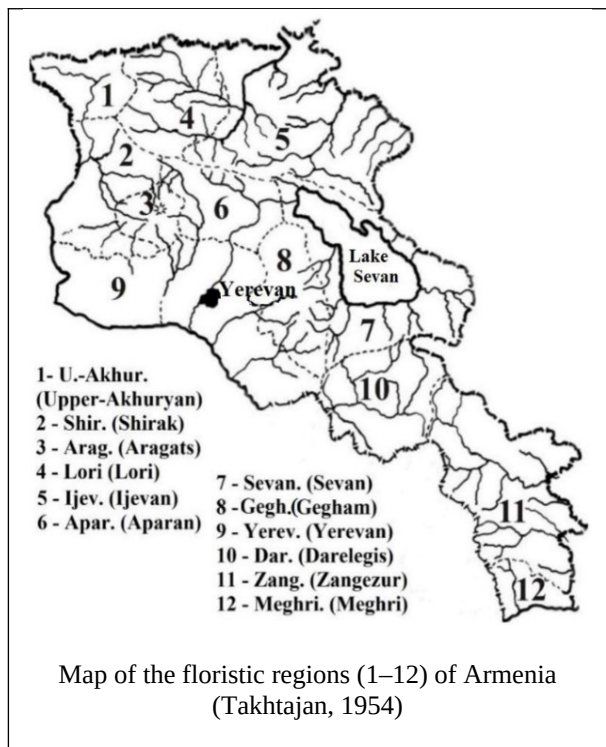 1
2
3
4
5
6
7
8
9
10
11
12
Lake
Sevan
Yerevan
1- U.-Akhur.
(Upper-Akhuryan)
2 - Shir. (Shirak)
3 - Arag. (Aragats)
4 - Lori (Lori)
5 - Ijev. (Ijevan)
6 - Apar. (Aparan)
7 - Sevan. (Sevan)
8 - Gegh.(Gegham)
9 - Yerev. (Yerevan)
10 - Dar. (Darelegis)
11 - Zang. (Zangezur)
12 - Meghri. (Meghri)
Map of the floristic regions (1–12) of Armenia
(Takhtajan, 1954)